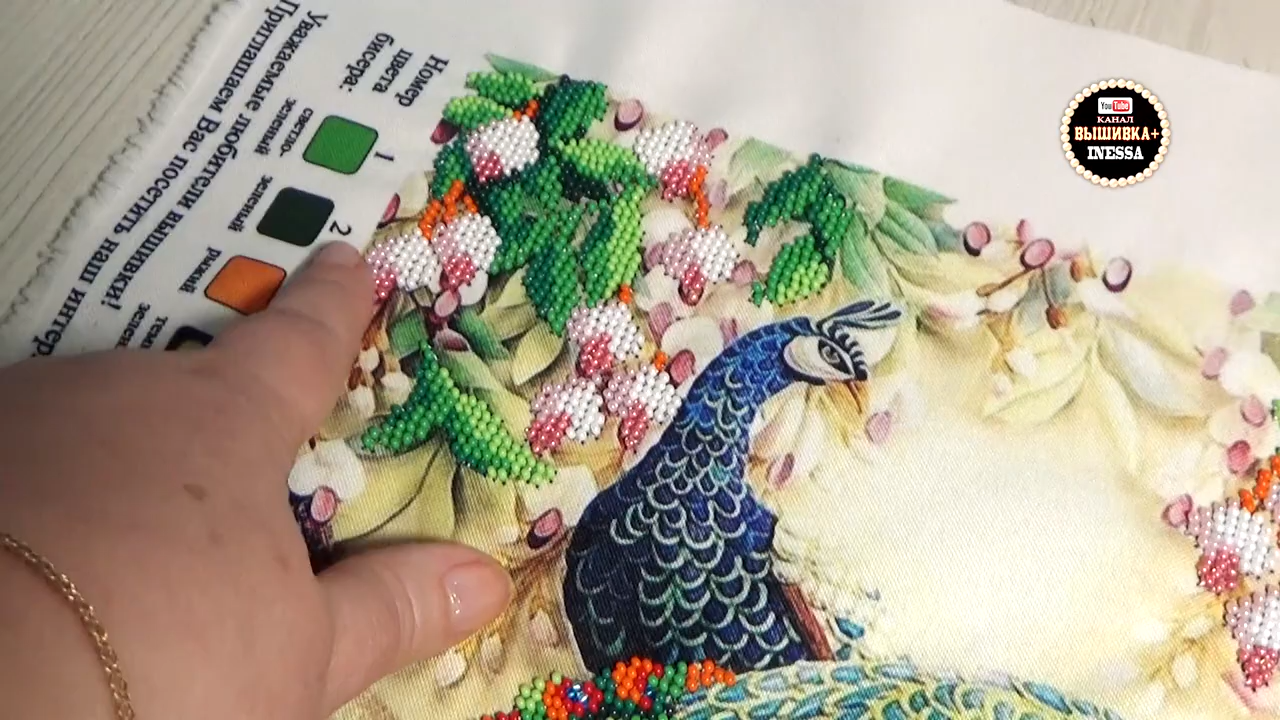 Уважаемые любители вышивки!
Приглашаем Вас посетить наш интер
Номер
цвета
бисера:
1
светло-
зеленый
2
зеленый
рыжий
YouTube
КАНАЛ
ВЫШИВКА+
INESSA